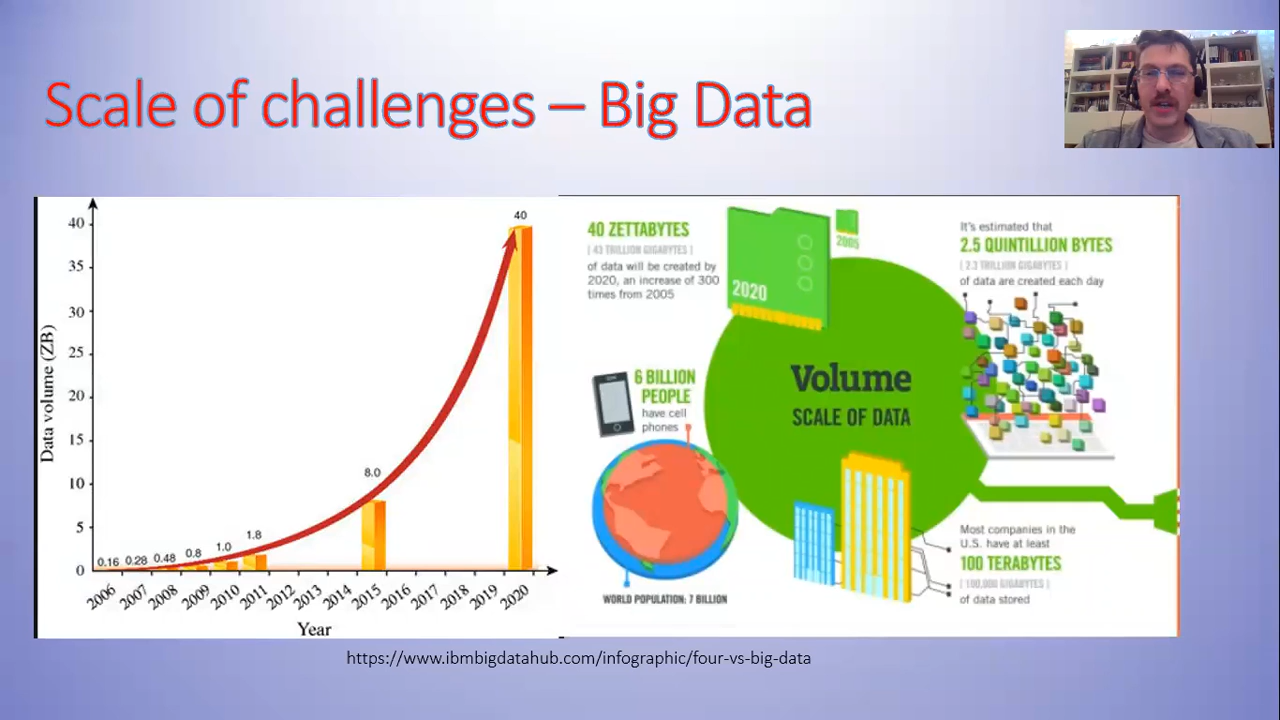 Scale of challenges – Big Data
40
35
30
25
20
15
10
5
0
Data volume (ZB)
0.16
0.28
0.48
0.8
1.0
1.8
8.0
40
2006
2007
2008
2009
2010
2011
2012
2013
2014
2015
2016
2017
2018
2019
2020
Year
40 ZETTABYTES
[ 43 TRILLION GIGABYTES ]
of data will be created by
2020, an increase of 300
times from 2005
2020
2005
It's estimated that
2.5 QUINTILLION BYTES
[ 2.3 TRILLION GIGABYTES ]
of data are created each day
6 BILLION
PEOPLE
have cell
phones
WORLD POPULATION: 7 BILLION
Volume
SCALE OF DATA
Most companies in the
U.S. have at least
100 TERABYTES
[ 100,000 GIGABYTES ]
of data stored
https://www.ibmbigdatahub.com/infographic/four-vs-big-data